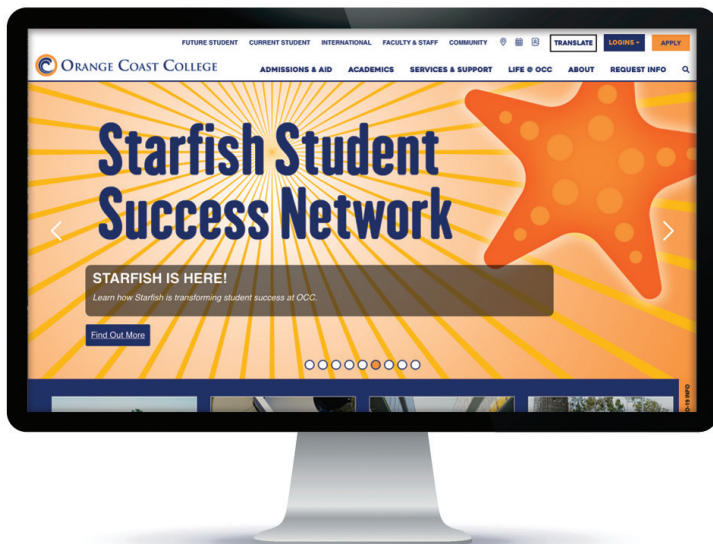 FUTURE STUDENT CURRENT STUDENT INTERNATIONAL FACULTY & STAFF COMMUNITY TRANSLATE LOGINS APPLY
ORANGE COAST COLLEGE
ADMISSIONS & AID ACADEMICS SERVICES & SUPPORT LIFE @ OCC ABOUT REQUEST INFO
Starfish Student
Success Network
STARFISH IS HERE!
Learn how Starfish is transforming student success at OCC.
Find Out More
D-19 INFO